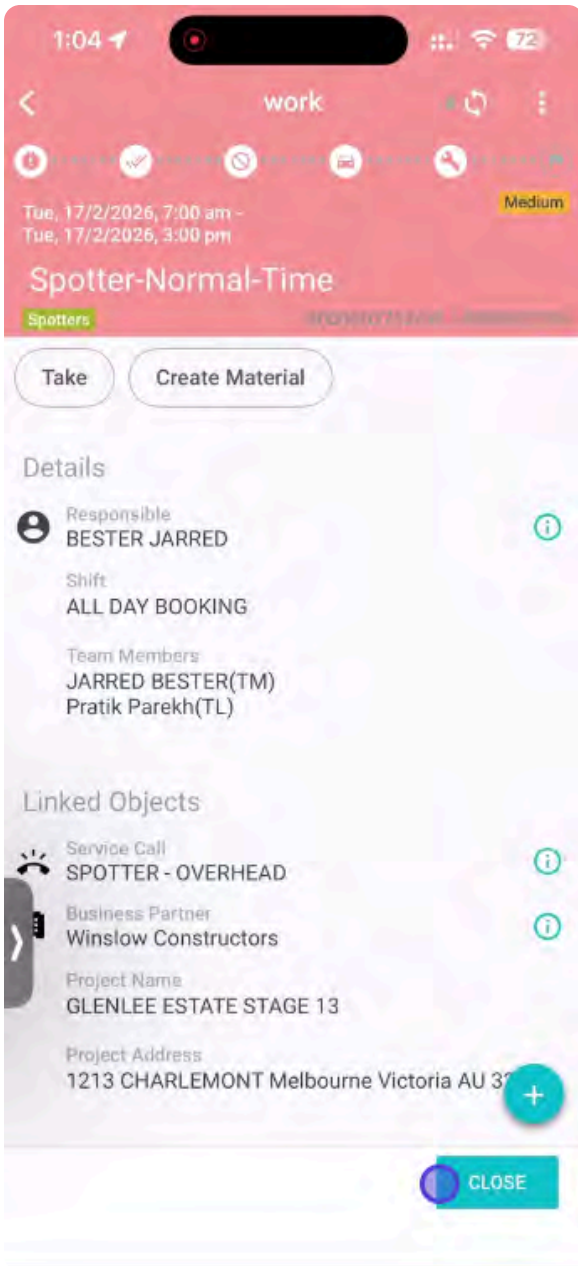 1:04
72
work
Tue, 17/2/2026, 7:00 am -
Tue, 17/2/2026, 3:00 pm
Medium
Spotter-Normal-Time
Spotters
Take
Create Material
Details
Responsible
BESTER JARRED
Shift
ALL DAY BOOKING
Team Members
JARRED BESTER(TM)
Pratik Parekh(TL)
Linked Objects
Service Call
SPOTTER - OVERHEAD
Business Partner
Winslow Constructors
Project Name
GLENLEE ESTATE STAGE 13
Project Address
1213 CHARLEMONT Melbourne Victoria AU
CLOSE